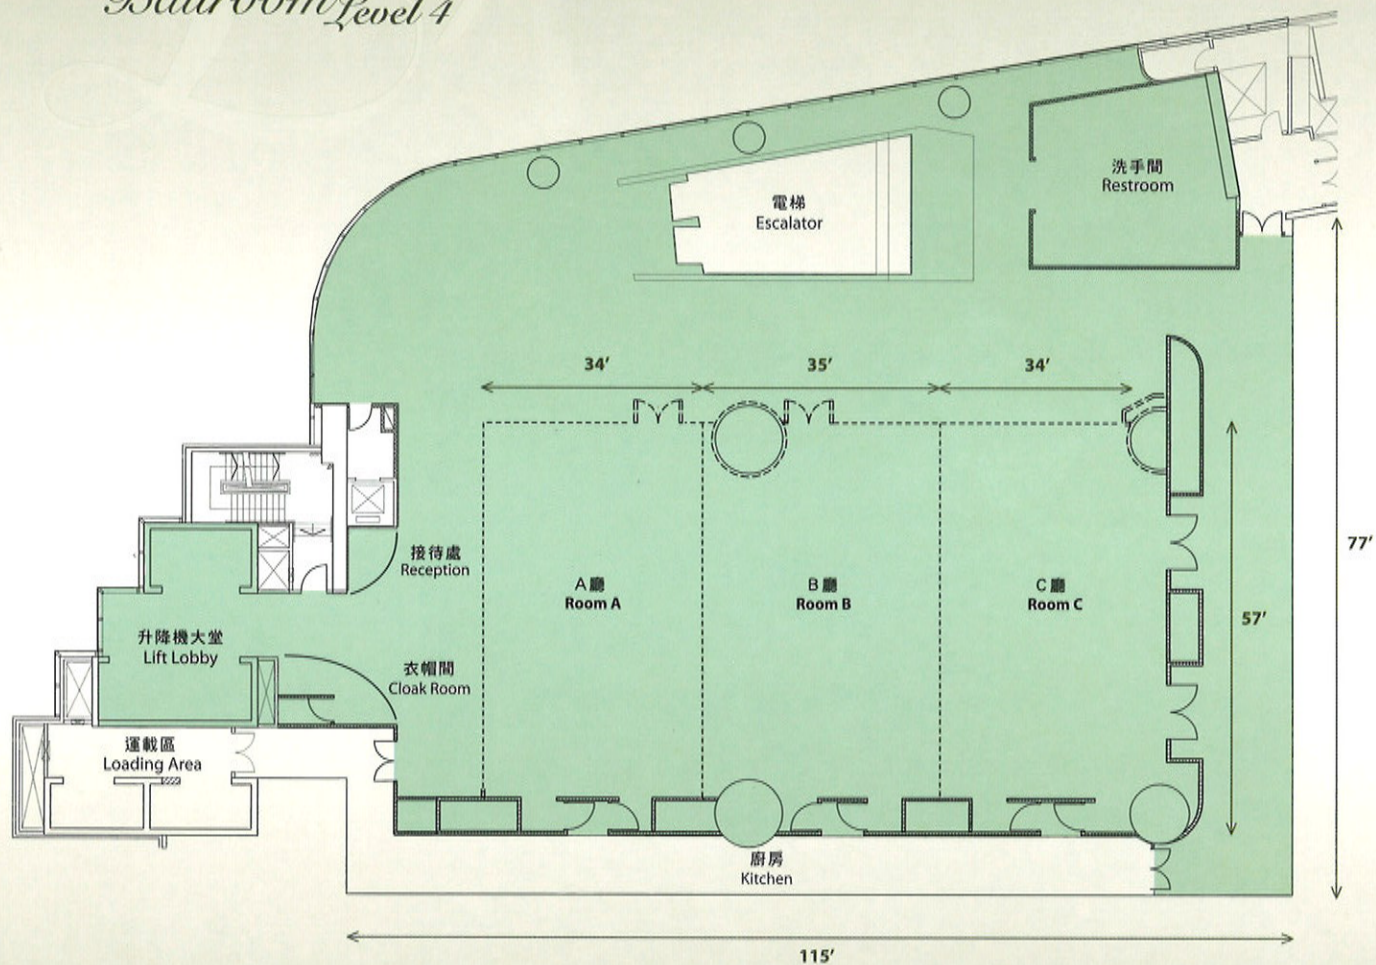 Ballroom Level 4
洗手間
Restroom
電梯
Escalator
34′
35′
34′
77′
接待處
Reception
A廳
Room A
B廳
Room B
C廳
Room C
57′
升降機大堂
Lift Lobby
衣帽間
Cloak Room
運載區
Loading Area
廚房
Kitchen
115′